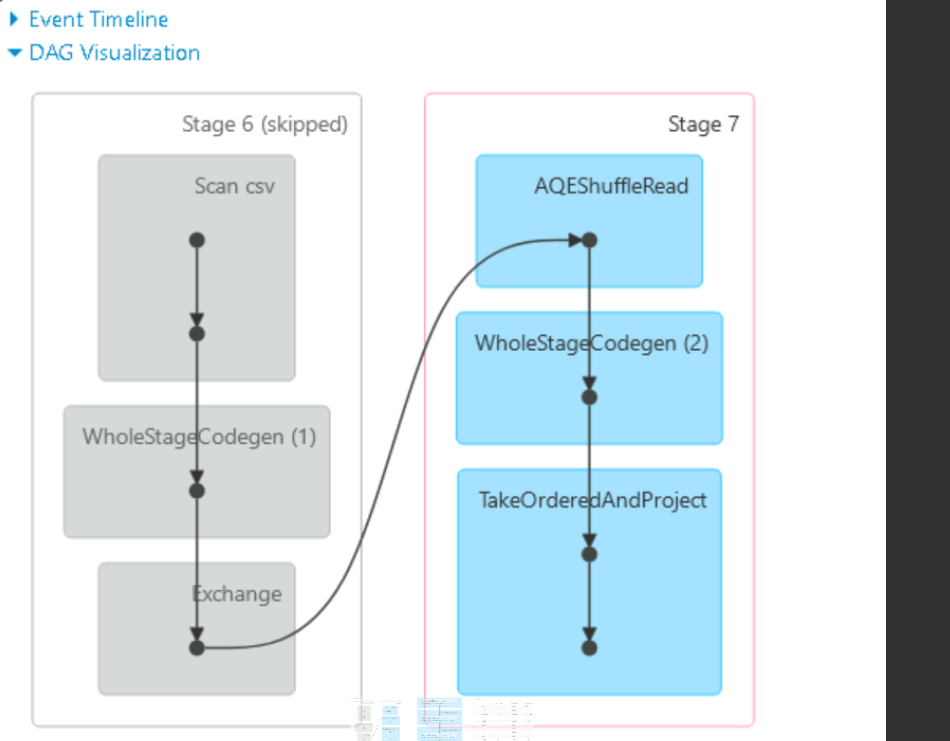 Event Timeline
DAG Visualization
Stage 6 (skipped)
Scan csv
WholeStageCodegen (1)
Exchange
Stage 7
AQEShuffleRead
WholeStageCodegen (2)
TakeOrderedAndProject